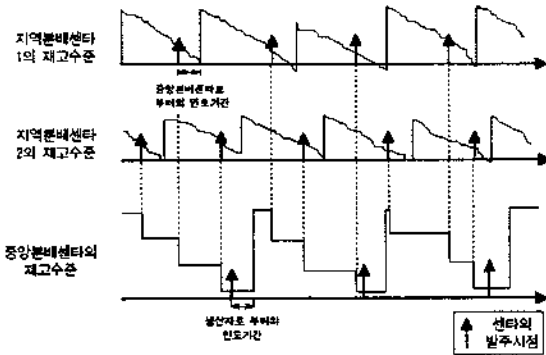 지역분배센타
1의 재고수준
중앙분배센타로
부터의 인도기간
지역분배센타
2의 재고수준
중앙분배센타의
재고수준
생산자로 부터의
인도기간
센타의
발주시점